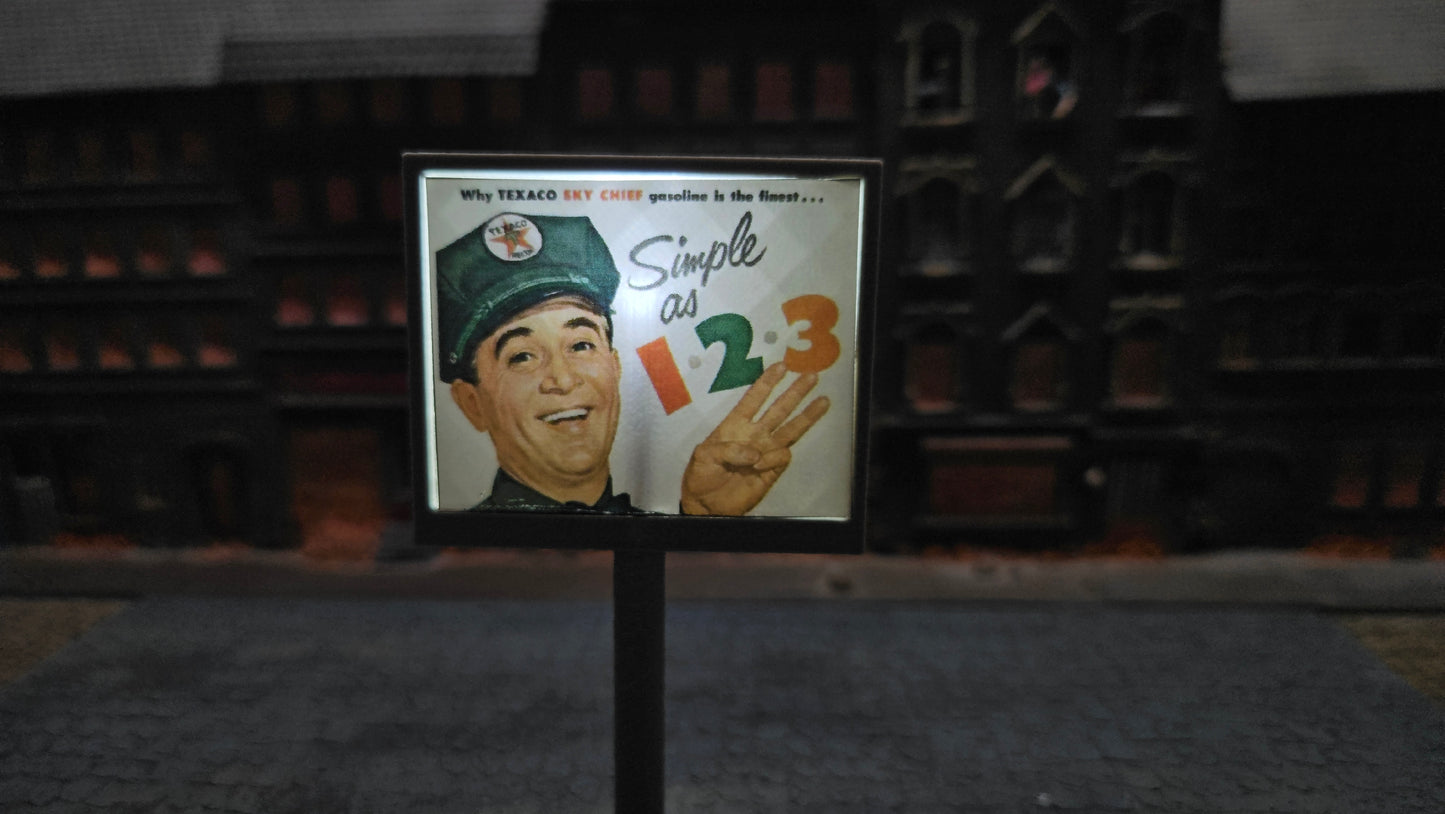 Why TEXACO SKY CHIEF gasoline is the finest...
TEXACO
Simple
as
1•2•3